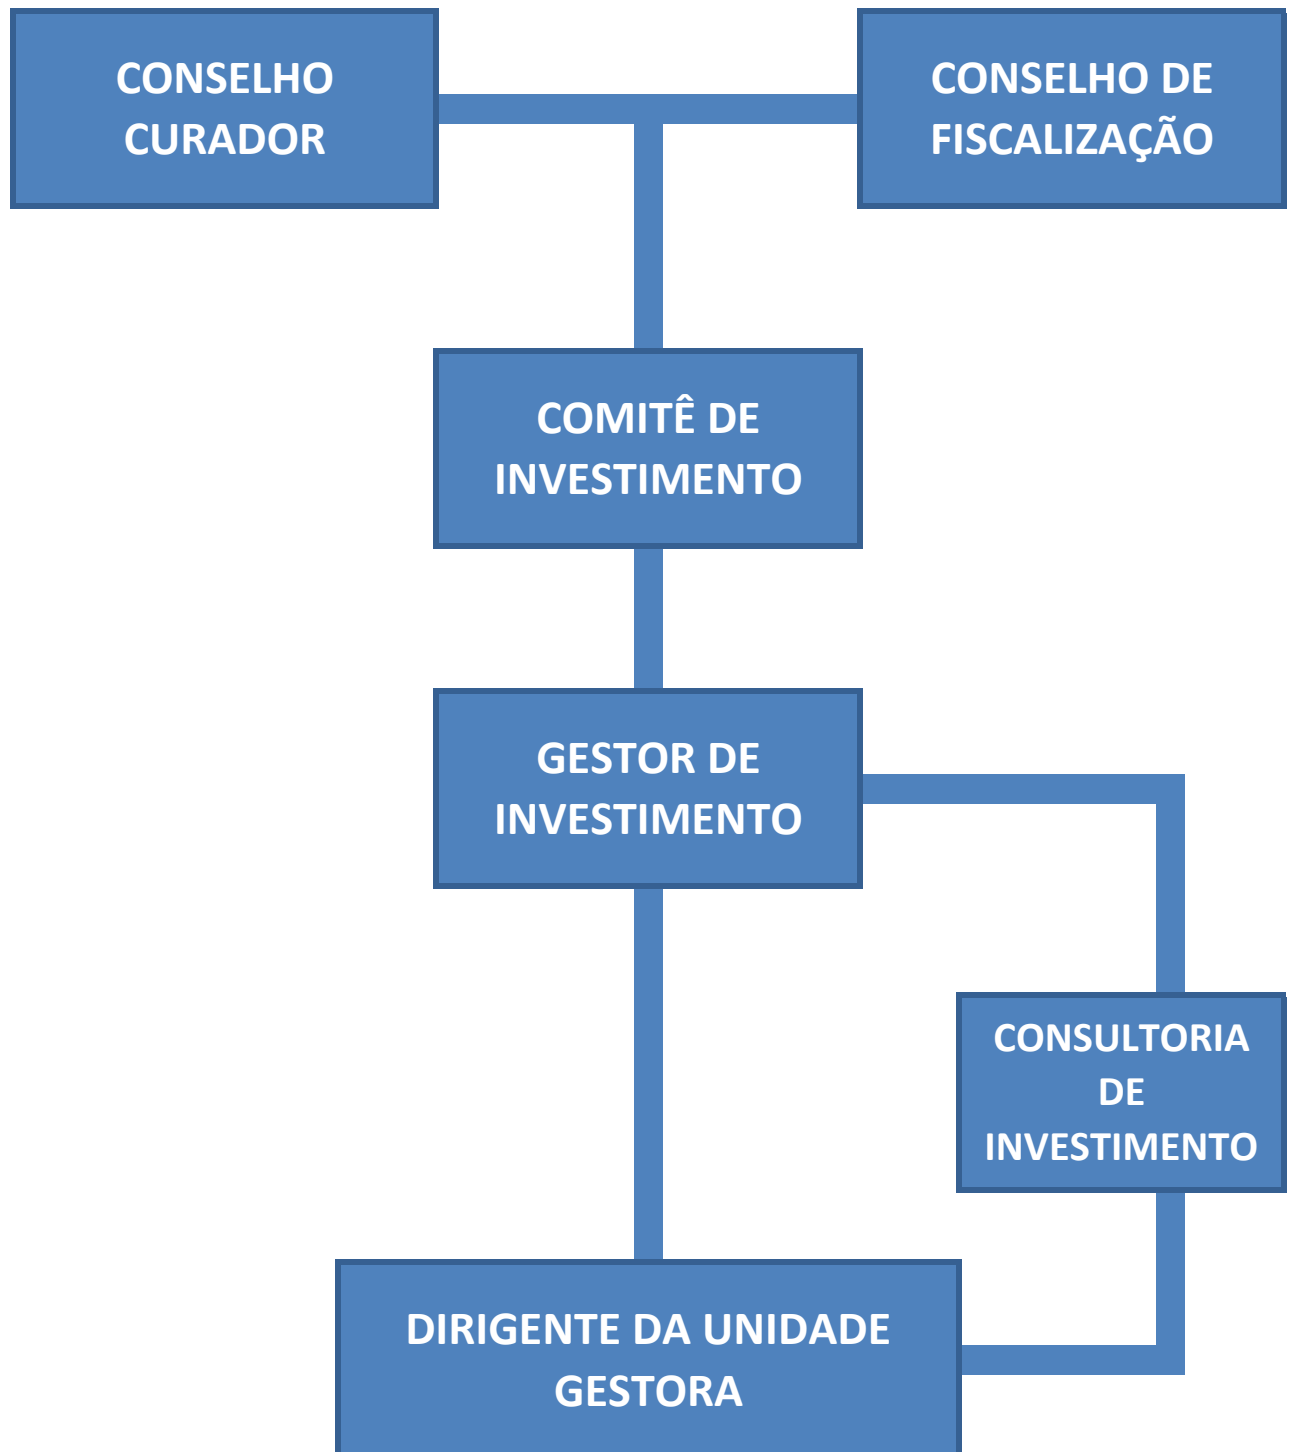 CONSELHO
CURADOR
CONSELHO DE
FISCALIZAÇÃO
COMITÊ DE
INVESTIMENTO
GESTOR DE
INVESTIMENTO
CONSULTORIA
DE
INVESTIMENTO
DIRIGENTE DA UNIDADE
GESTORA